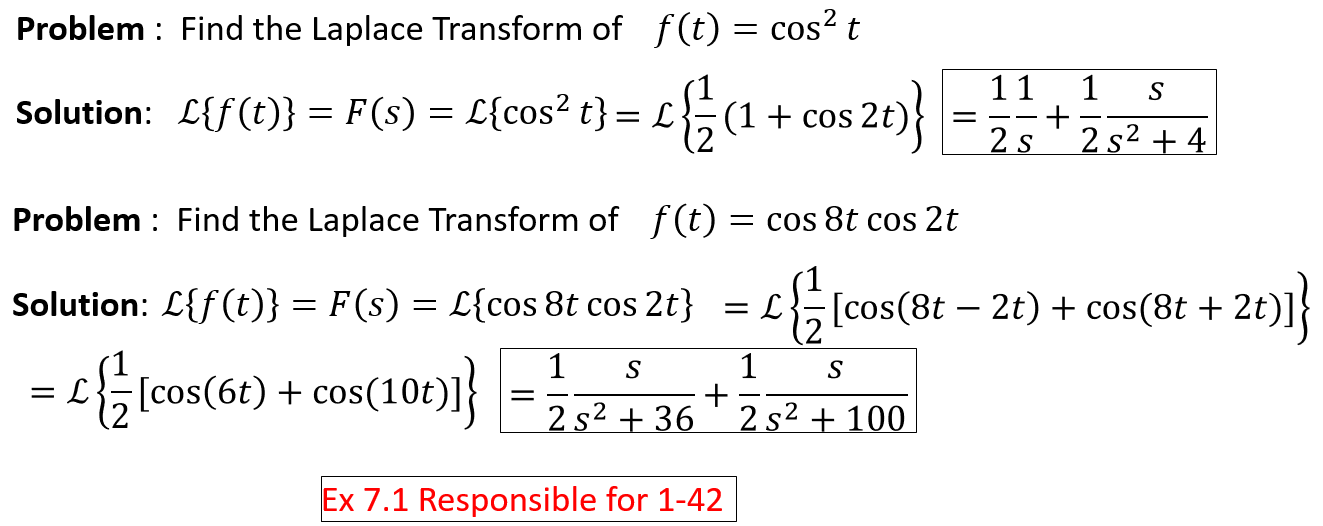 Problem : Find the Laplace Transform of f(t) = cos² t
Solution: ℒ{f(t)} = F(s) = ℒ{cos² t} = ℒ{1/2 (1 + cos 2t)} = 1/2 1/s + 1/2 s/(s² + 4)
Problem : Find the Laplace Transform of f(t) = cos 8t cos 2t
Solution: ℒ{f(t)} = F(s) = ℒ{cos 8t cos 2t} = ℒ{1/2 [cos(8t − 2t) + cos(8t + 2t)]}
= ℒ{1/2 [cos(6t) + cos(10t)]} = 1/2 s/(s² + 36) + 1/2 s/(s² + 100)
Ex 7.1 Responsible for 1-42